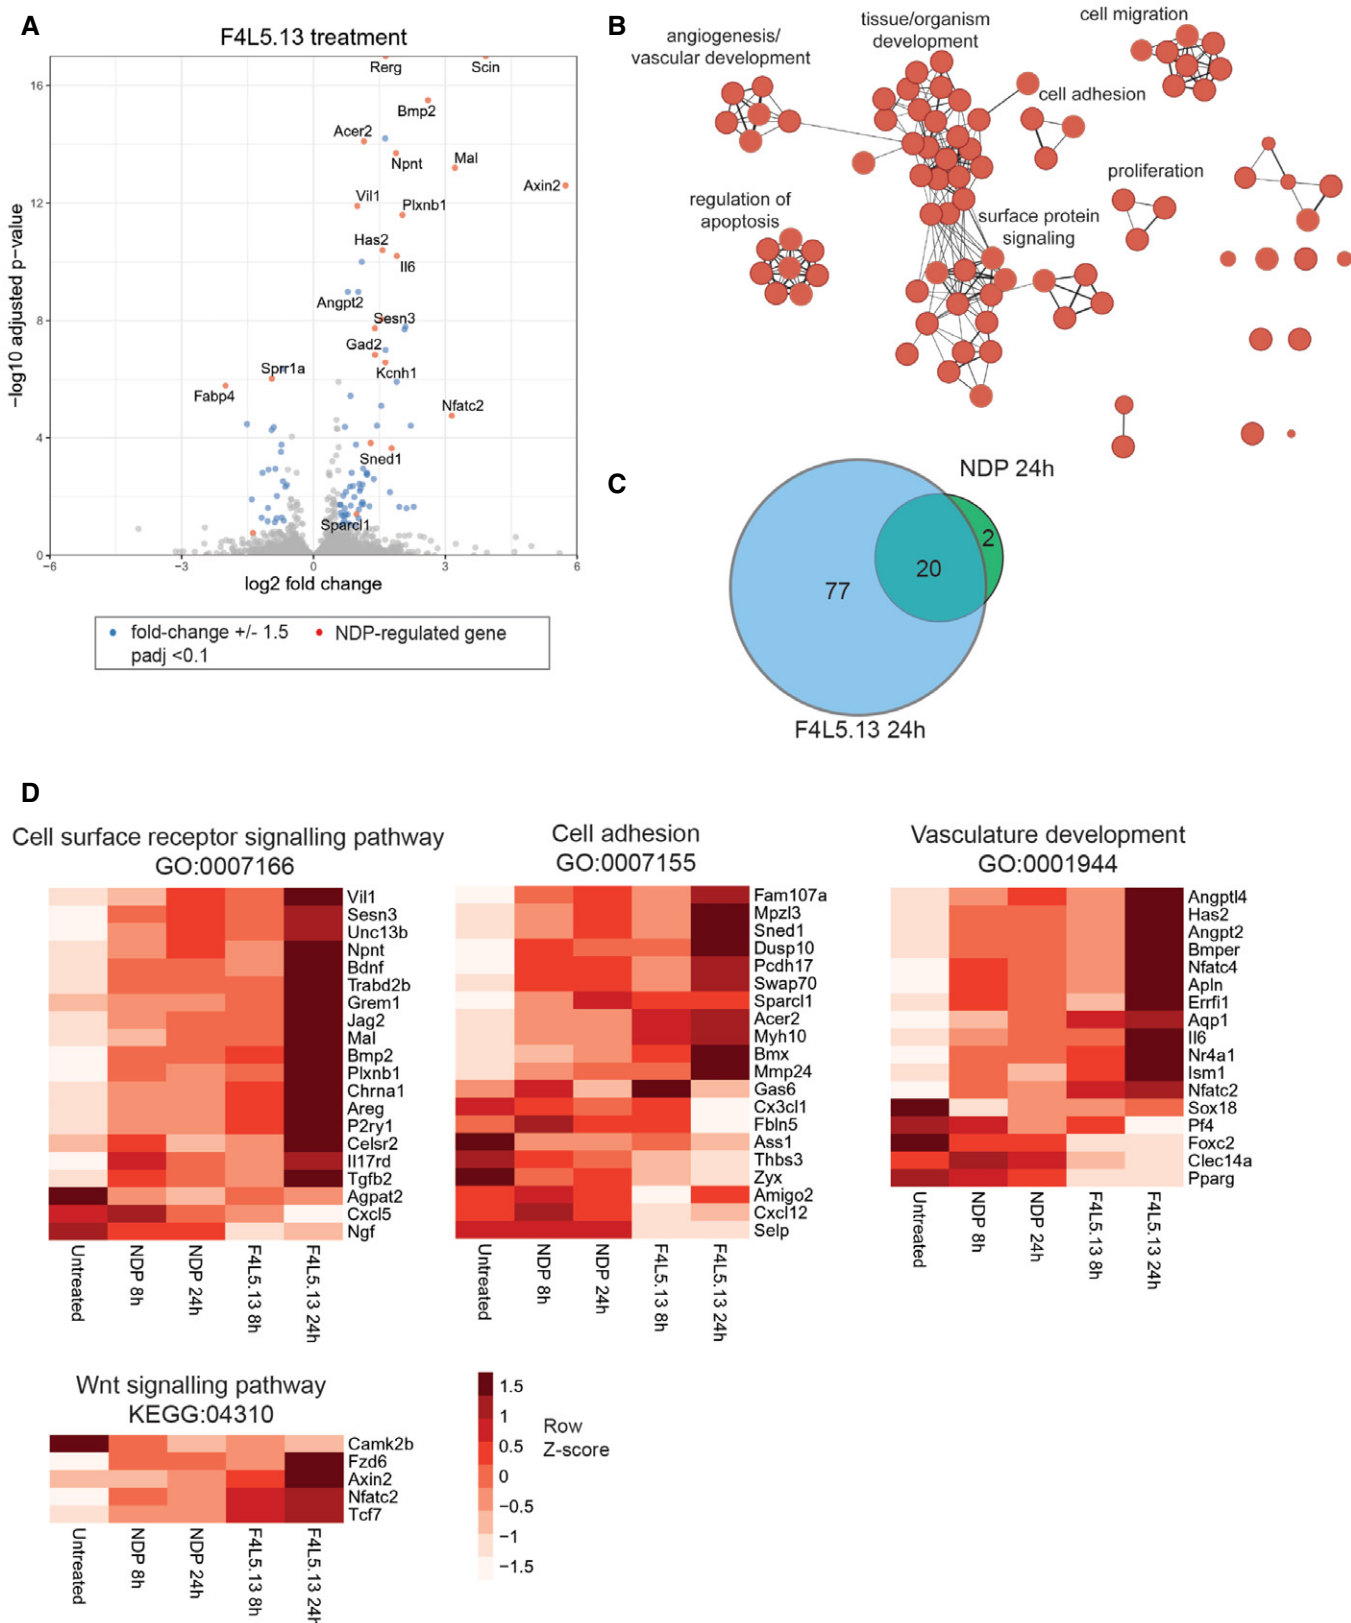 A
F4L5.13 treatment
−log10 adjusted p-value
16
12
8
4
0
Rerg
Scin
Bmp2
Acer2
Npnt
Mal
Axin2
Vil1
Plxnb1
Has2
Il6
Angpt2
Sesn3
Gad2
Kcnh1
Sprr1a
Fabp4
Nfatc2
Sned1
Sparcl1
−6
−3
0
3
6
log2 fold change
fold-change +/- 1.5
padj <0.1
NDP-regulated gene
B
angiogenesis/
vascular development
tissue/organism
development
cell migration
cell adhesion
proliferation
regulation of
apoptosis
surface protein
signaling
C
NDP 24h
77
20
2
F4L5.13 24h
D
Cell surface receptor signalling pathway
GO:0007166
Vil1
Sesn3
Unc13b
Npnt
Bdnf
Trabd2b
Grem1
Jag2
Mal
Bmp2
Plxnb1
Chrna1
Areg
P2ry1
Celsr2
Il17rd
Tgfb2
Agpat2
Cxcl5
Ngf
Untreated
NDP 8h
NDP 24h
F4L5.13 8h
F4L5.13 24h
Cell adhesion
GO:0007155
Fam107a
Mpzl3
Sned1
Dusp10
Pcdh17
Swap70
Sparcl1
Acer2
Myh10
Bmx
Mmp24
Gas6
Cx3cl1
Fbln5
Ass1
Thbs3
Zyx
Amigo2
Cxcl12
Selp
Untreated
NDP 8h
NDP 24h
F4L5.13 8h
F4L5.13 24h
Vasculature development
GO:0001944
Angptl4
Has2
Angpt2
Bmper
Nfatc4
Apln
Errfi1
Aqp1
Il6
Nr4a1
Ism1
Nfatc2
Sox18
Pf4
Foxc2
Clec14a
Pparg
Untreated
NDP 8h
NDP 24h
F4L5.13 8h
F4L5.13 24h
Wnt signalling pathway
KEGG:04310
Camk2b
Fzd6
Axin2
Nfatc2
Tcf7
Untreated
NDP 8h
NDP 24h
F4L5.13 8h
F4L5.13 24h
1.5
1
0.5
0
−0.5
−1
−1.5
Row
Z-score